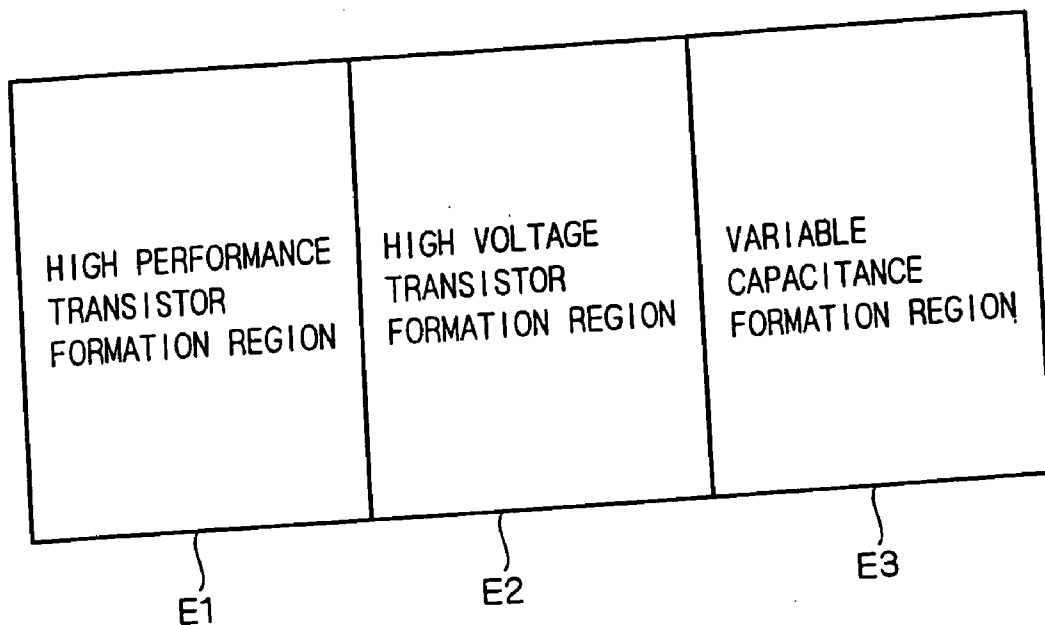 HIGH PERFORMANCE
TRANSISTOR
FORMATION REGION
HIGH VOLTAGE
TRANSISTOR
FORMATION REGION
VARIABLE
CAPACITANCE
FORMATION REGION
E1
E2
E3